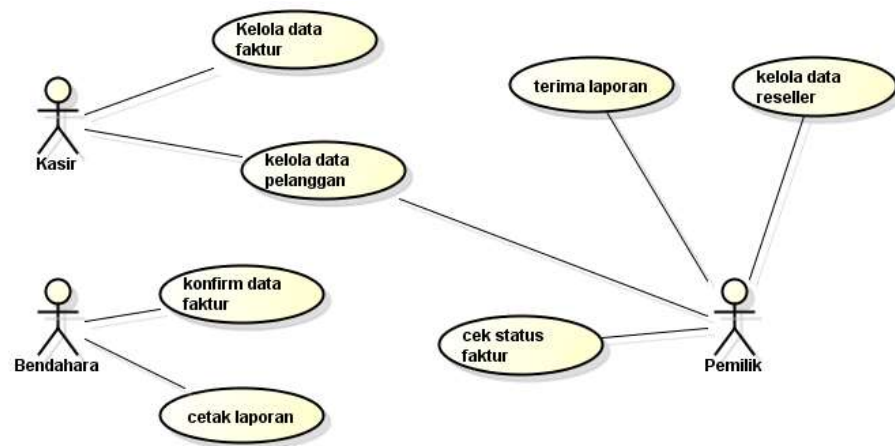 Kelola data
faktur
terima laporan
kelola data
reseller
Kasir
kelola data
pelanggan
konfirm data
faktur
Bendahara
cek status
faktur
Pemilik
cetak laporan